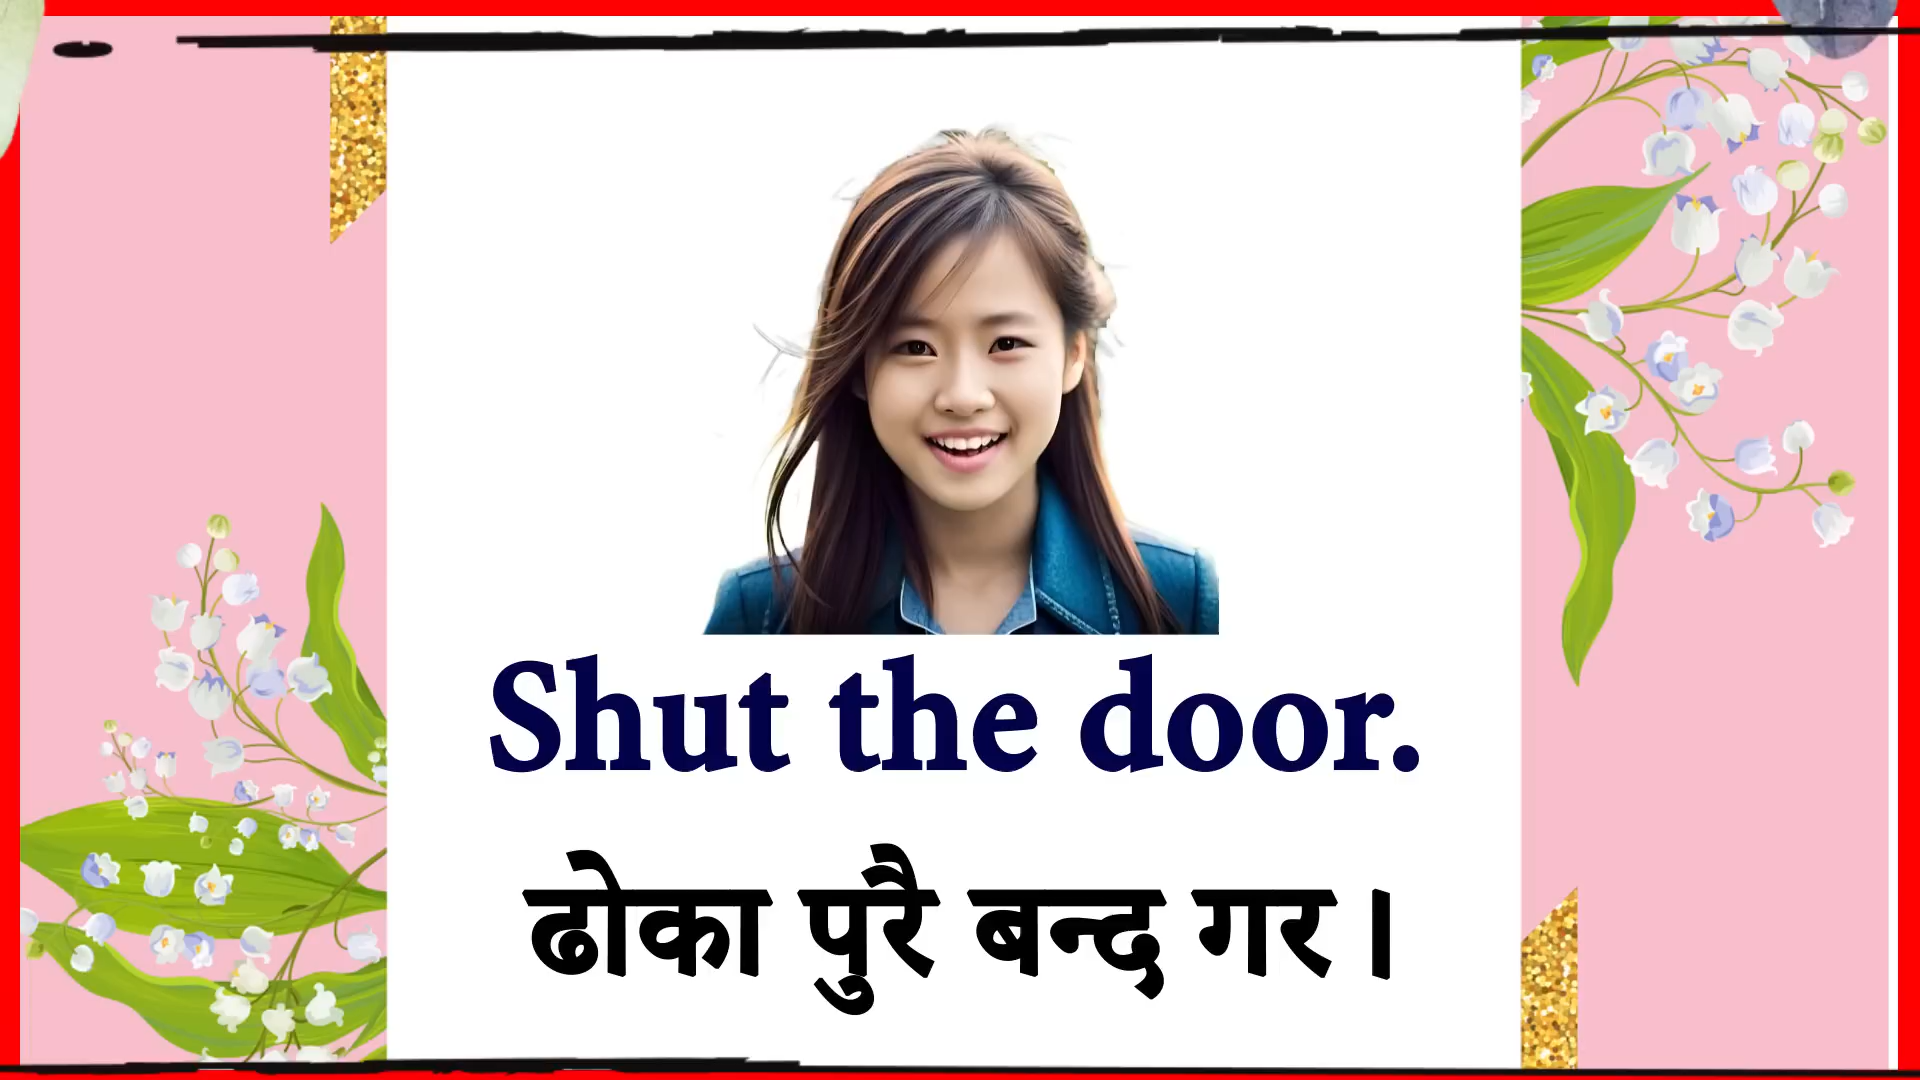 Shut the door.
ढोका पुरै बन्द गर ।